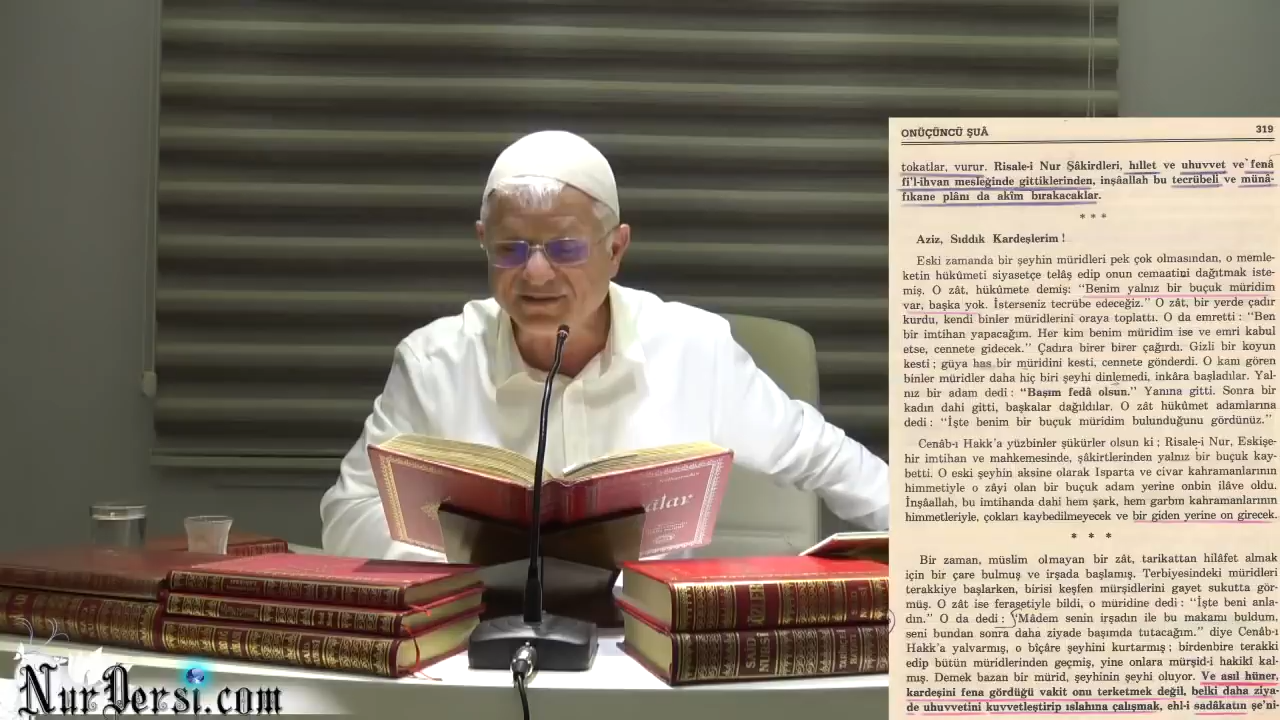 ONÜÇÜNCÜ ŞUÂ
319
tokatlar, vurur. Risale-i Nur Şâkirdleri, hıllet ve uhuvvet ve fenâ
fi'l-ihvan mesleğinde gittiklerinden, inşâallah bu tecrübeli ve münâ-
fıkane plânı da akîm bırakacaklar.
* * *
Aziz, Sıddık Kardeşlerim !
Eski zamanda bir şeyhin müridleri pek çok olmasından, o memle-
ketin hükûmeti siyasetçe telâş edip onun cemaatini dağıtmak iste-
miş. O zât, hükûmete demiş: "Benim yalnız bir buçuk müridim
var, başka yok. İsterseniz tecrübe edeceğiz." O zât, bir yerde çadır
kurdu, kendi binler müridlerini oraya toplattı. O da emretti : "Ben
bir imtihan yapacağım. Her kim benim müridim ise ve emri kabul
etse, cennete gidecek." Çadıra birer birer çağırdı. Gizli bir koyun
kesti ; güya has bir müridini kesti, cennete gönderdi. O kanı gören
binler müridler daha hiç biri şeyhi dinlemedi, inkâra başladılar. Yal-
nız bir adam dedi : "Başım fedâ olsun." Yanına gitti. Sonra bir
kadın dahi gitti, başkalar dağıldılar. O zât hükûmet adamlarına
dedi : "İşte benim bir buçuk müridim bulunduğunu gördünüz."
Cenâb-ı Hakk'a yüzbinler şükürler olsun ki ; Risale-i Nur, Eskişe-
hir imtihan ve mahkemesinde, şâkirtlerinden yalnız bir buçuk kay-
betti. O eski şeyhin aksine olarak Isparta ve civar kahramanlarının
himmetiyle o zâyi olan bir buçuk adam yerine onbin ilâve oldu.
İnşâallah, bu imtihanda dahi hem şark, hem garbın kahramanlarının
himmetleriyle, çokları kaybedilmeyecek ve bir giden yerine on girecek.
* * *
Bir zaman, müslim olmayan bir zât, tarikattan hilâfet almak
için bir çare bulmuş ve irşada başlamış. Terbiyesindeki müridleri
terakkiye başlarken, birisi keşfen mürşidlerini gayet sukutta gör-
müş. O zât ise ferasetiyle bildi, o müridine dedi : "İşte beni anla-
dın." O da dedi : "Mâdem senin irşadın ile bu makamı buldum,
seni bundan sonra daha ziyade başımda tutacağım." diye Cenâb-ı
Hakk'a yalvarmış, o bîçâre şeyhini kurtarmış ; birdenbire terakki
edip bütün müridlerinden geçmiş, yine onlara mürşid-i hakikî kal-
mış. Demek bazan bir mürid, şeyhinin şeyhi oluyor. Ve asıl hüner,
kardeşini fena gördüğü vakit onu terketmek değil, belki daha ziya-
de uhuvvetini kuvvetleştirip ıslahına çalışmak, ehl-i sadâkatın şe'ni-
SÖZLER
SAİD
NURSİ
NurDersi.com